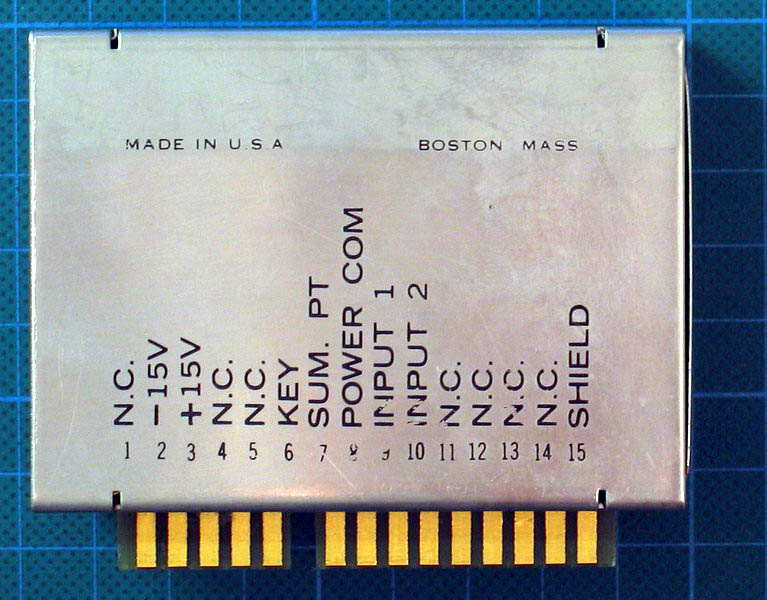 MADE IN U.S.A
BOSTON MASS
N.C.
-15V
+15V
N.C.
N.C.
KEY
SUM. PT
POWER COM
INPUT 1
INPUT 2
N.C.
N.C.
N.C.
N.C.
SHIELD
1 2 3 4 5 6 7 8 9 10 11 12 13 14 15